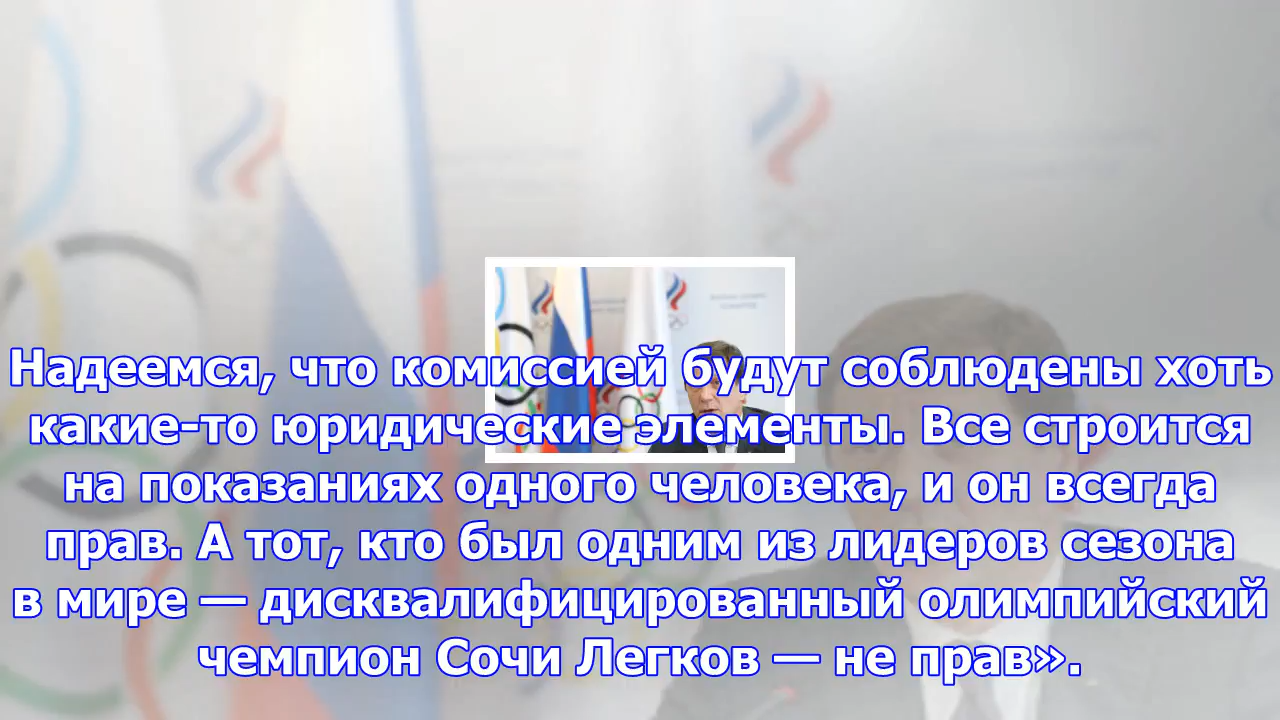 Надеемся, что комиссией будут соблюдены хоть
какие-то юридические элементы. Все строится
на показаниях одного человека, и он всегда
прав. А тот, кто был одним из лидеров сезона
в мире — дисквалифицированный олимпийский
чемпион Сочи Легков — не прав».